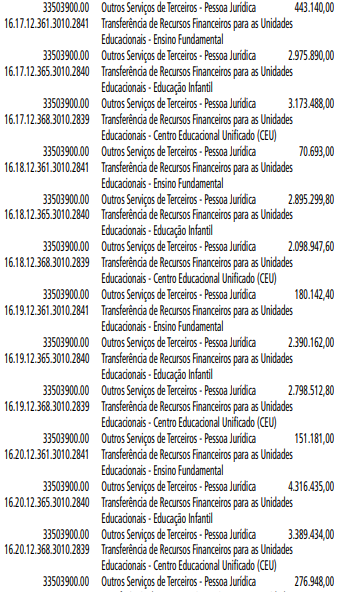 33503900.00 Outros Serviços de Terceiros - Pessoa Jurídica 443.140,00
16.17.12.361.3010.2841 Transferência de Recursos Financeiros para as Unidades
Educacionais - Ensino Fundamental
33503900.00 Outros Serviços de Terceiros - Pessoa Jurídica 2.975.890,00
16.17.12.365.3010.2840 Transferência de Recursos Financeiros para as Unidades
Educacionais - Educação Infantil
33503900.00 Outros Serviços de Terceiros - Pessoa Jurídica 3.173.488,00
16.17.12.368.3010.2839 Transferência de Recursos Financeiros para as Unidades
Educacionais - Centro Educacional Unificado (CEU)
33503900.00 Outros Serviços de Terceiros - Pessoa Jurídica 70.693,00
16.18.12.361.3010.2841 Transferência de Recursos Financeiros para as Unidades
Educacionais - Ensino Fundamental
33503900.00 Outros Serviços de Terceiros - Pessoa Jurídica 2.895.299,80
16.18.12.365.3010.2840 Transferência de Recursos Financeiros para as Unidades
Educacionais - Educação Infantil
33503900.00 Outros Serviços de Terceiros - Pessoa Jurídica 2.098.947,60
16.18.12.368.3010.2839 Transferência de Recursos Financeiros para as Unidades
Educacionais - Centro Educacional Unificado (CEU)
33503900.00 Outros Serviços de Terceiros - Pessoa Jurídica 180.142,40
16.19.12.361.3010.2841 Transferência de Recursos Financeiros para as Unidades
Educacionais - Ensino Fundamental
33503900.00 Outros Serviços de Terceiros - Pessoa Jurídica 2.390.162,00
16.19.12.365.3010.2840 Transferência de Recursos Financeiros para as Unidades
Educacionais - Educação Infantil
33503900.00 Outros Serviços de Terceiros - Pessoa Jurídica 2.798.512,80
16.19.12.368.3010.2839 Transferência de Recursos Financeiros para as Unidades
Educacionais - Centro Educacional Unificado (CEU)
33503900.00 Outros Serviços de Terceiros - Pessoa Jurídica 151.181,00
16.20.12.361.3010.2841 Transferência de Recursos Financeiros para as Unidades
Educacionais - Ensino Fundamental
33503900.00 Outros Serviços de Terceiros - Pessoa Jurídica 4.316.435,00
16.20.12.365.3010.2840 Transferência de Recursos Financeiros para as Unidades
Educacionais - Educação Infantil
33503900.00 Outros Serviços de Terceiros - Pessoa Jurídica 3.389.434,00
16.20.12.368.3010.2839 Transferência de Recursos Financeiros para as Unidades
Educacionais - Centro Educacional Unificado (CEU)
33503900.00 Outros Serviços de Terceiros - Pessoa Jurídica 276.948,00